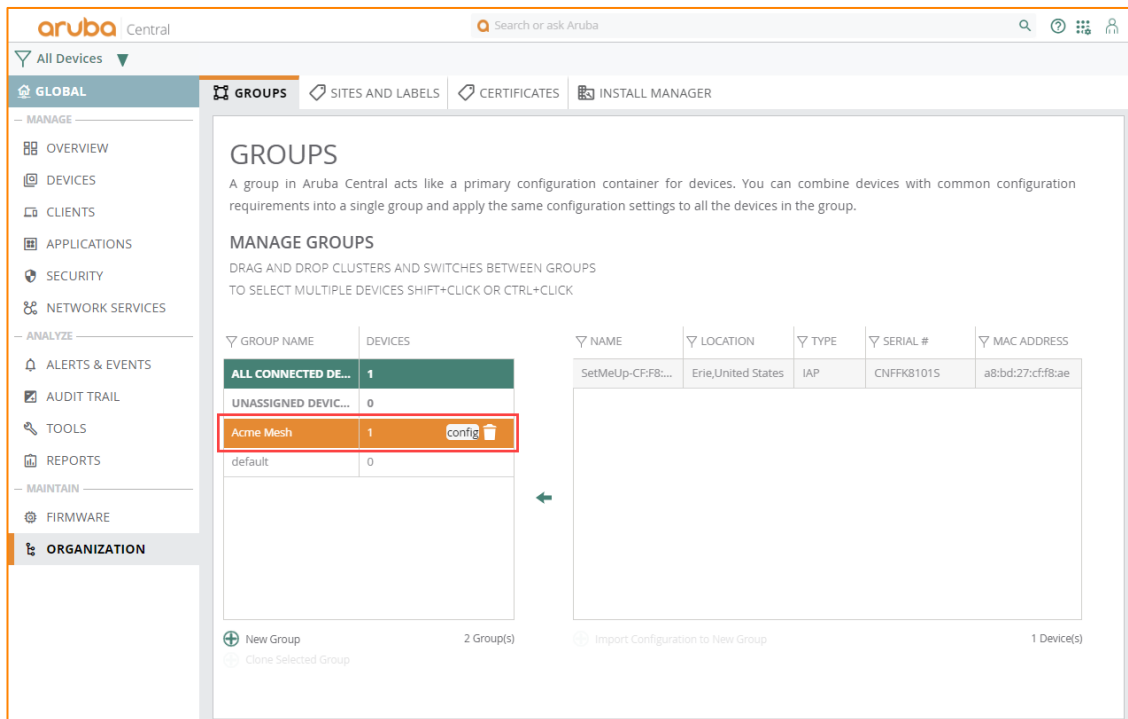 aruba Central
Search or ask Aruba
All Devices
GLOBAL
GROUPS
SITES AND LABELS
CERTIFICATES
INSTALL MANAGER
MANAGE
OVERVIEW
DEVICES
CLIENTS
APPLICATIONS
SECURITY
NETWORK SERVICES
ANALYZE
ALERTS & EVENTS
AUDIT TRAIL
TOOLS
REPORTS
MAINTAIN
FIRMWARE
ORGANIZATION
GROUPS
A group in Aruba Central acts like a primary configuration container for devices. You can combine devices with common configuration
requirements into a single group and apply the same configuration settings to all the devices in the group.
MANAGE GROUPS
DRAG AND DROP CLUSTERS AND SWITCHES BETWEEN GROUPS
TO SELECT MULTIPLE DEVICES SHIFT+CLICK OR CTRL+CLICK
GROUP NAME DEVICES
ALL CONNECTED DE... 1
UNASSIGNED DEVIC... 0
Acme Mesh 1 config
default 0
New Group 2 Group(s)
Clone Selected Group
NAME LOCATION TYPE SERIAL # MAC ADDRESS
SetMeUp-CF:F8:... Erie,United States IAP CNFFK8101S a8:bd:27:cf:f8:ae
Import Configuration to New Group 1 Device(s)